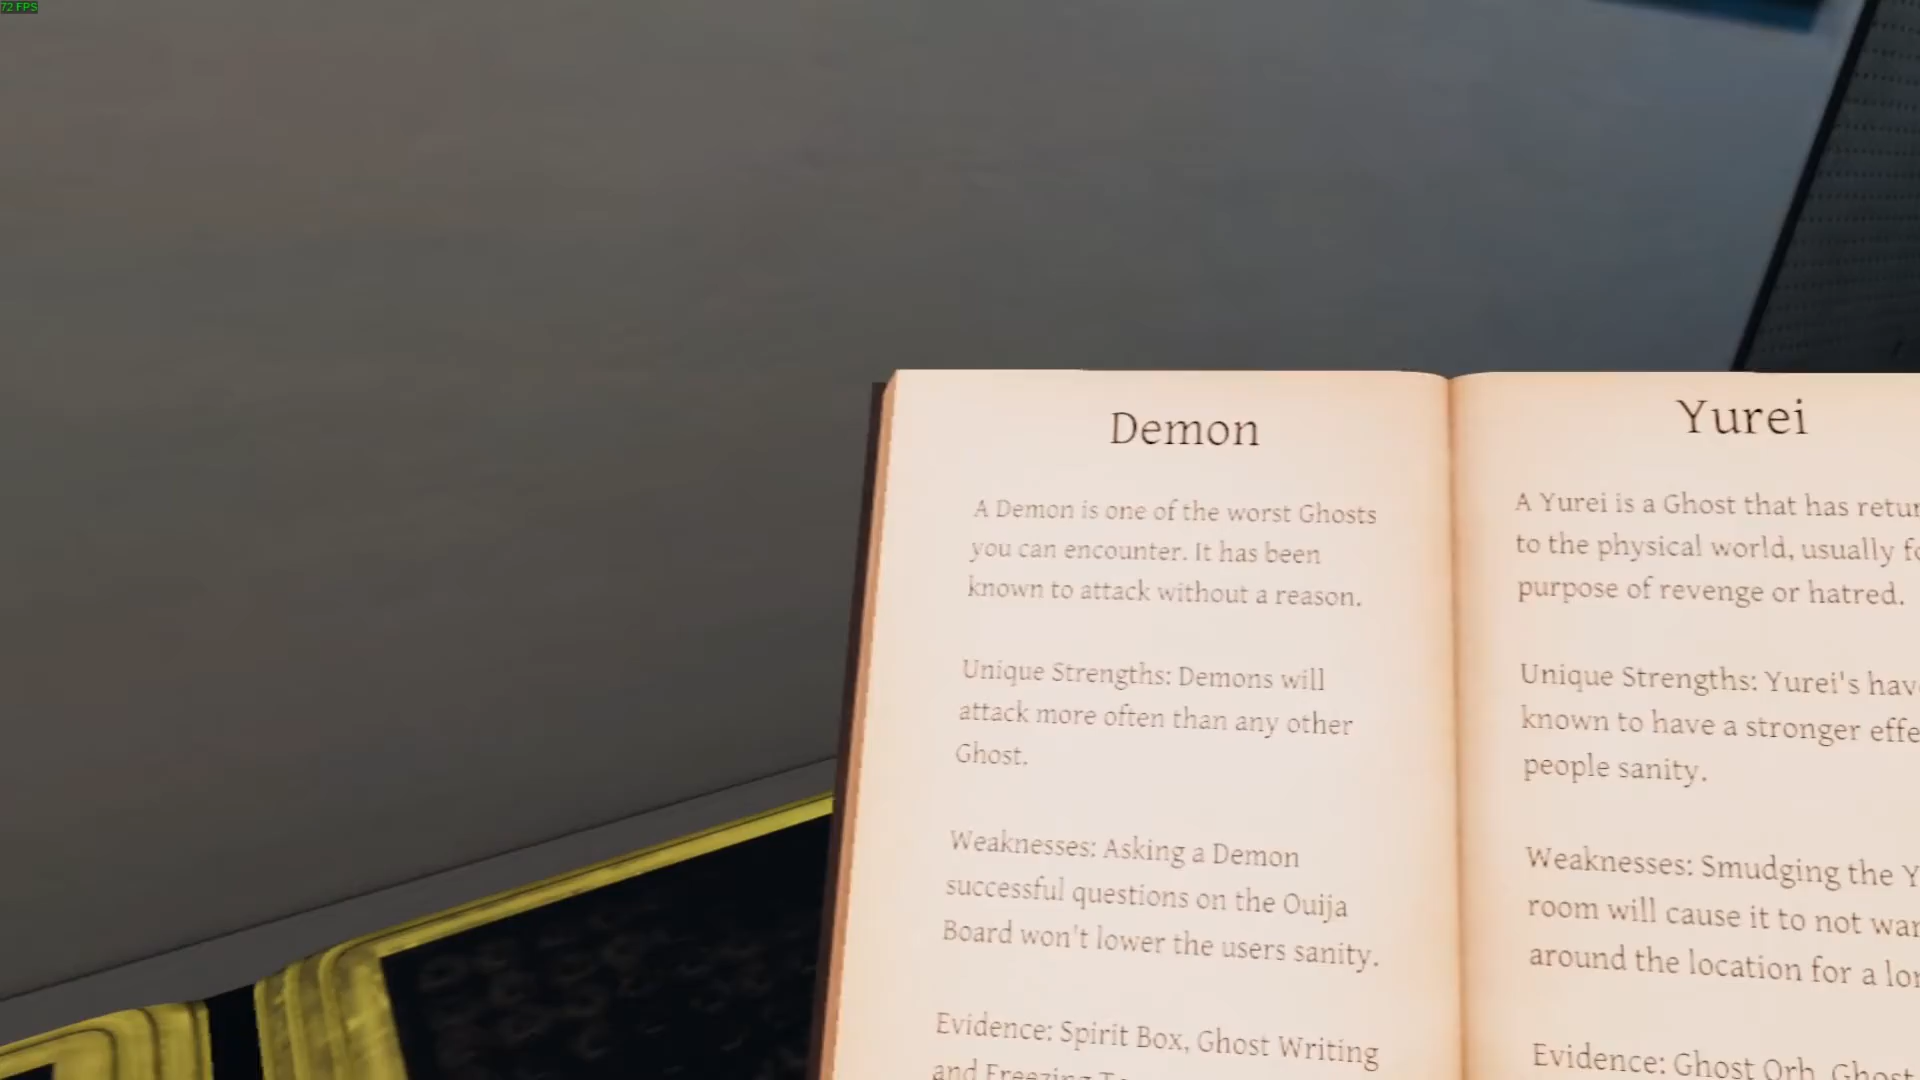 72 FPS
Demon
A Demon is one of the worst Ghosts
you can encounter. It has been
known to attack without a reason.
Unique Strengths: Demons will
attack more often than any other
Ghost.
Weaknesses: Asking a Demon
successful questions on the Ouija
Board won't lower the users sanity.
Evidence: Spirit Box, Ghost Writing
and Freezing
Yurei
A Yurei is a Ghost that has
to the physical world, usually
purpose of revenge or hatred.
Unique Strengths: Yurei's
known to have a stronger
people sanity.
Weaknesses: Smudging the
room will cause it to not
around the location for a
Evidence: Ghost Orb, Ghost